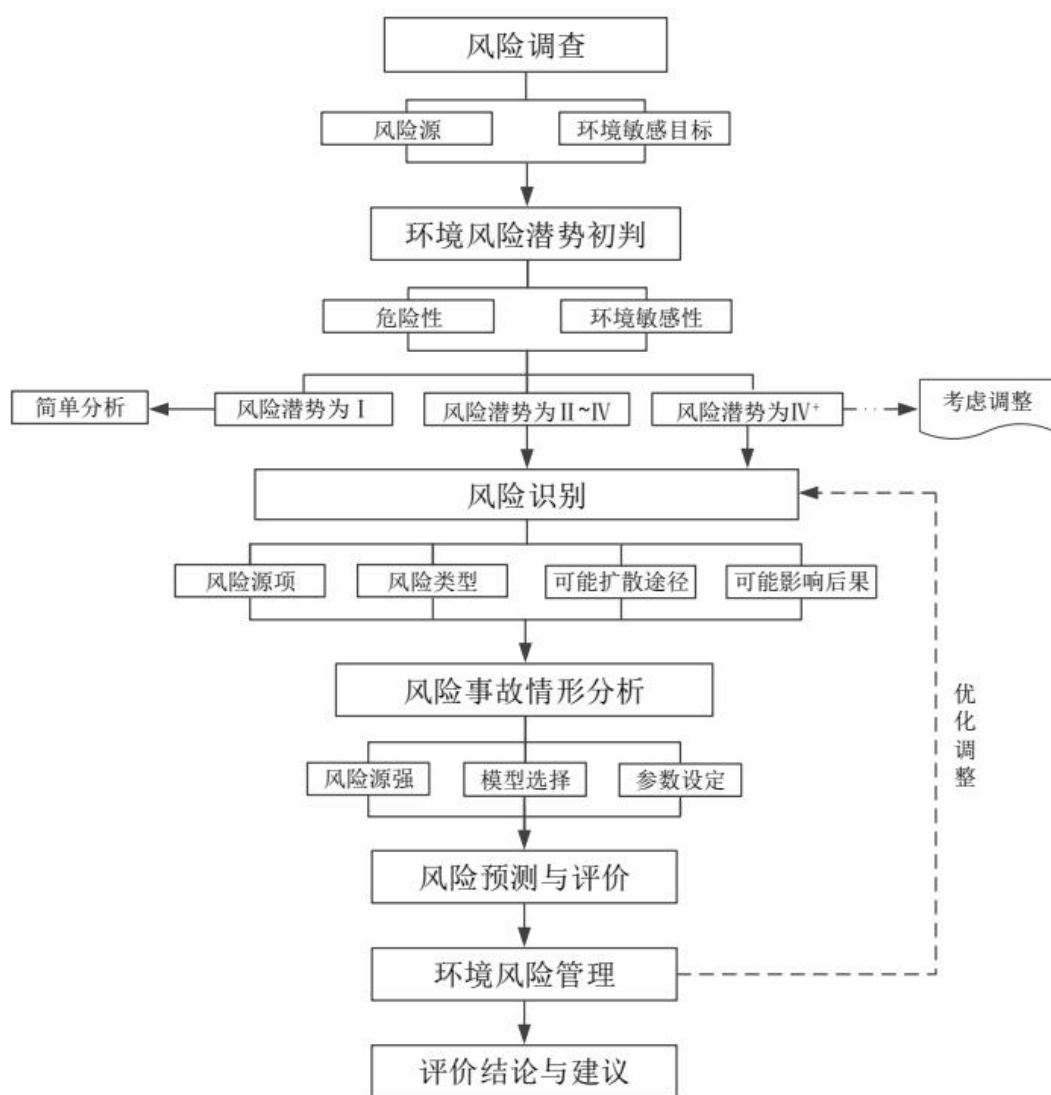 风险调查
风险源
环境敏感目标
环境风险潜势初判
危险性
环境敏感性
简单分析
风险潜势为Ⅰ
风险潜势为Ⅱ~Ⅳ
风险潜势为Ⅳ⁺
考虑调整
风险识别
风险源项
风险类型
可能扩散途径
可能影响后果
风险事故情形分析
优化调整
风险源强
模型选择
参数设定
风险预测与评价
环境风险管理
评价结论与建议